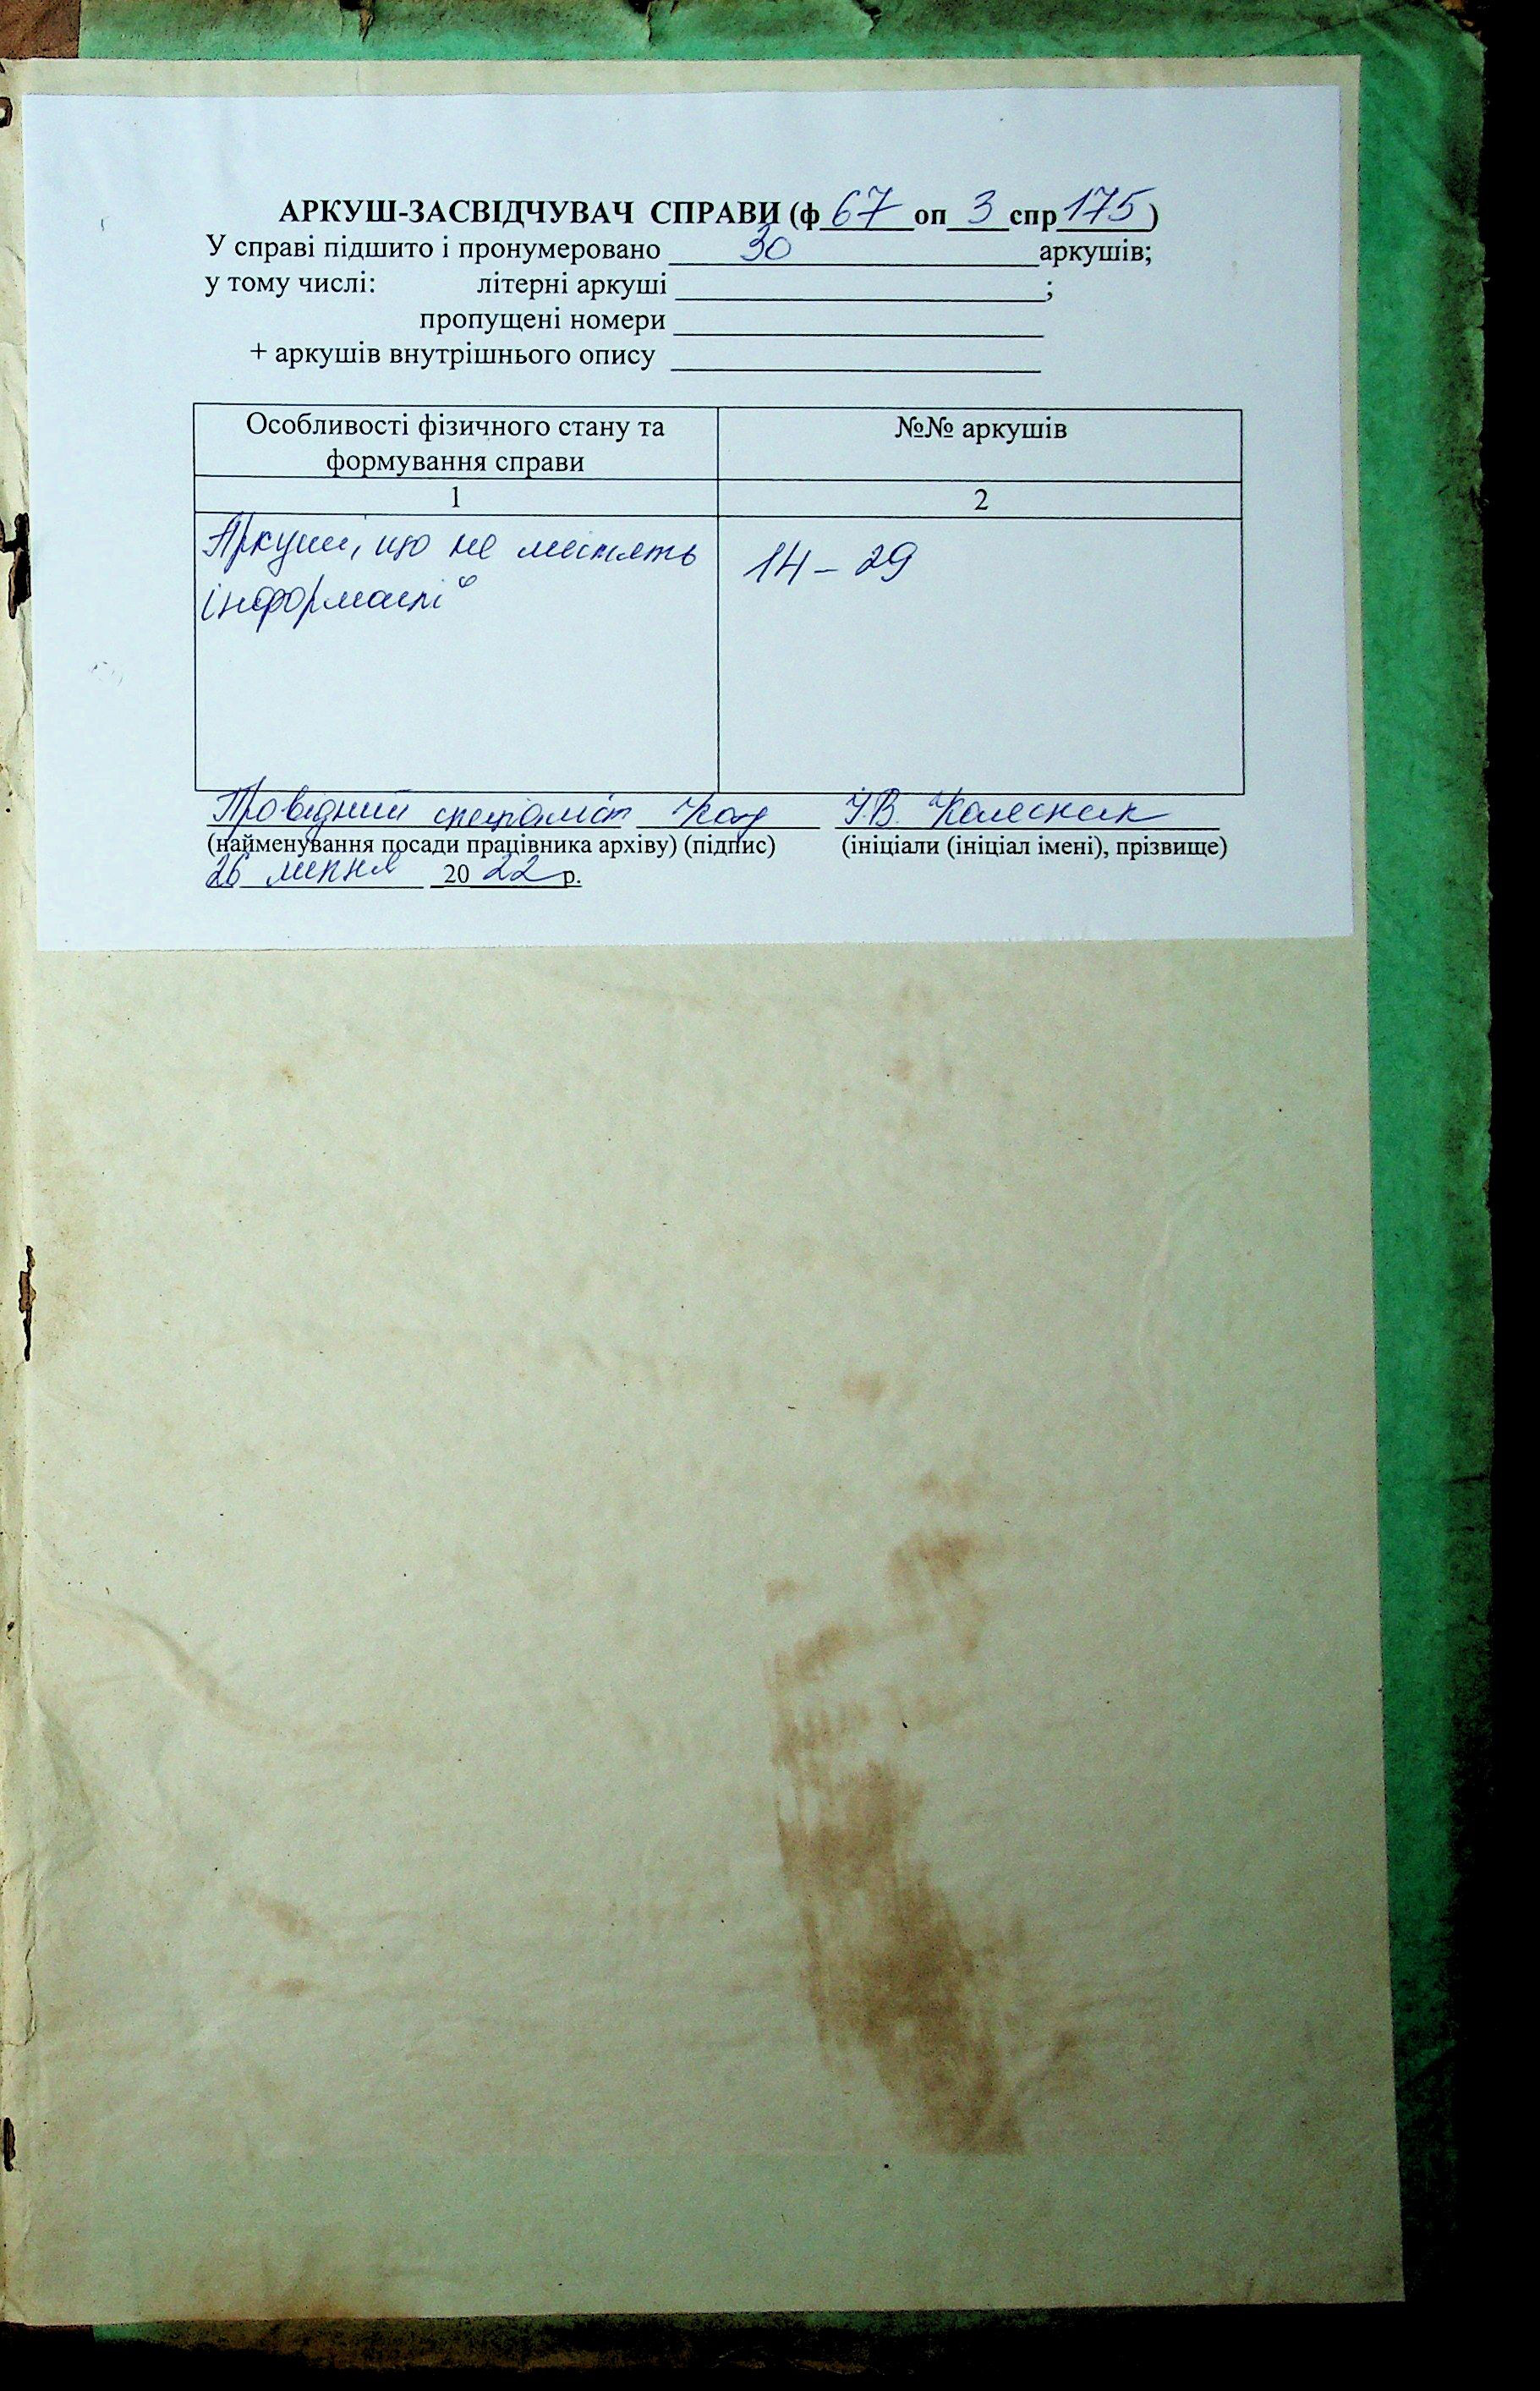 АРКУШ-ЗАСВІДЧУВАЧ СПРАВИ (ф 67 оп 3 спр 175)
У справі підшито і пронумеровано 30 аркушів;
у тому числі: літерні аркуші ;
пропущені номери
+ аркушів внутрішнього опису
Особливості фізичного стану та №№ аркушів
формування справи
1 2
Аркуші, що не містять 14-29
інформації
Провідний спеціаліст І.В. Колесник
(найменування посади працівника архіву) (підпис) (ініціали (ініціал імені), прізвище)
26 липня 2022 р.